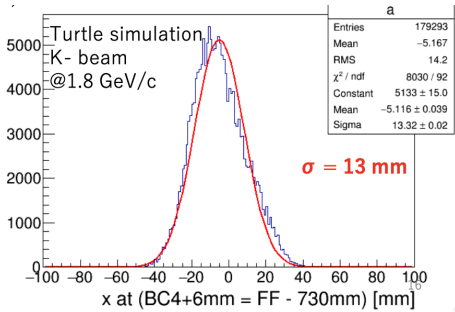 a
Entries 179293
Mean -5.167
RMS 14.2
χ² / ndf 8030 / 92
Constant 5133 ± 15.0
Mean -5.116 ± 0.039
Sigma 13.32 ± 0.02
Turtle simulation
K- beam
@1.8 GeV/c
σ = 13 mm
5000
4000
3000
2000
1000
0
-100 -80 -60 -40 -20 0 20 40 60 80 100
16
x at (BC4+6mm = FF - 730mm) [mm]